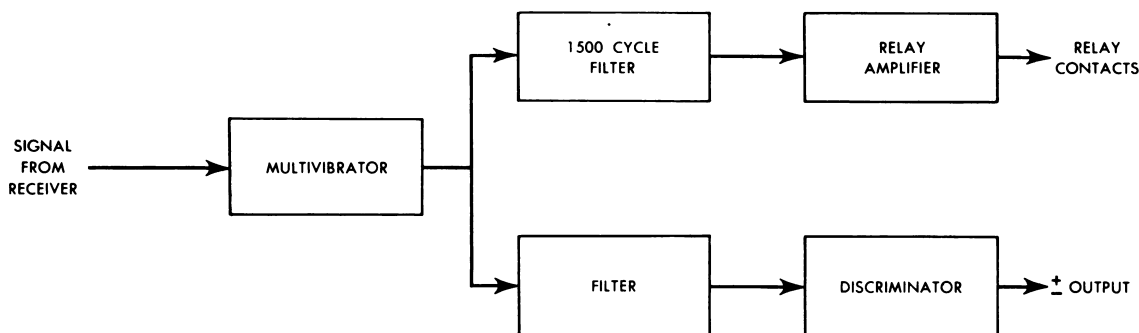 SIGNAL
FROM
RECEIVER
MULTIVIBRATOR
1500 CYCLE
FILTER
RELAY
AMPLIFIER
RELAY
CONTACTS
FILTER
DISCRIMINATOR
± OUTPUT